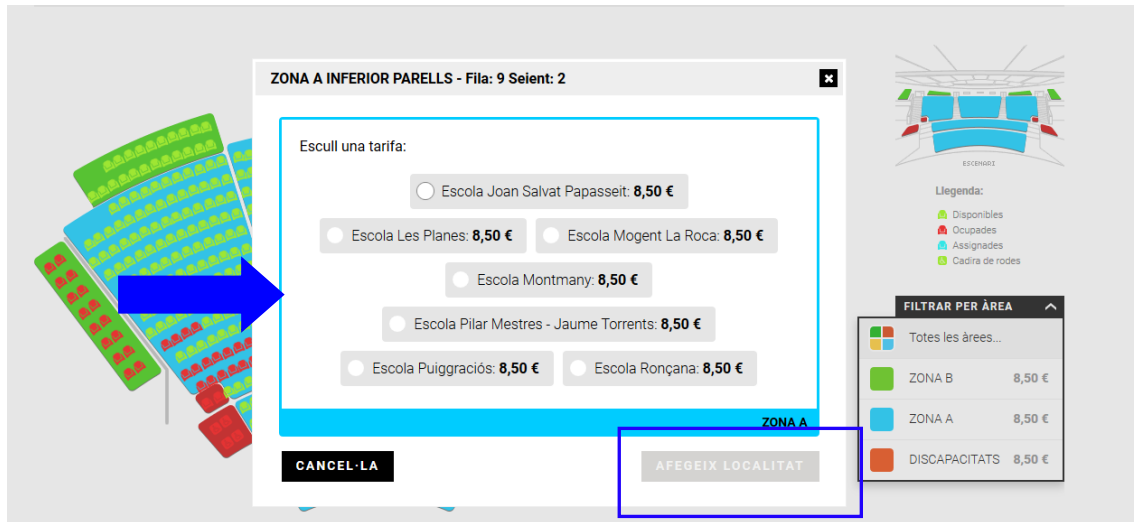 ZONA A INFERIOR PARELLS - Fila: 9 Seient: 2
Escull una tarifa:
Escola Joan Salvat Papasseit: 8,50 €
Escola Les Planes: 8,50 €
Escola Mogent La Roca: 8,50 €
Escola Montmany: 8,50 €
Escola Pilar Mestres - Jaume Torrents: 8,50 €
Escola Puiggraciós: 8,50 €
Escola Ronçana: 8,50 €
ZONA A
CANCEL·LA
AFEGEIX LOCALITAT
ESCENARI
Llegenda:
Disponibles
Ocupades
Assignades
Cadira de rodes
FILTRAR PER ÀREA
Totes les àrees...
ZONA B 8,50 €
ZONA A 8,50 €
DISCAPACITATS 8,50 €